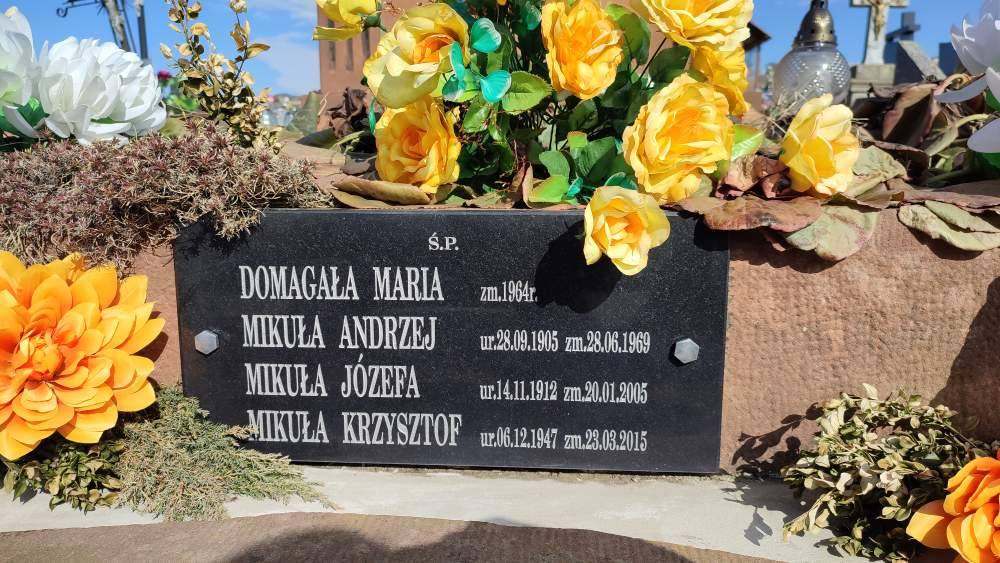 Ś.P.
DOMAGAŁA MARIA zm.1964r.
MIKUŁA ANDRZEJ ur.28.09.1905 zm.28.06.1969
MIKUŁA JÓZEFA ur.14.11.1912 zm.20.01.2005
MIKUŁA KRZYSZTOF ur.06.12.1947 zm.23.03.2015